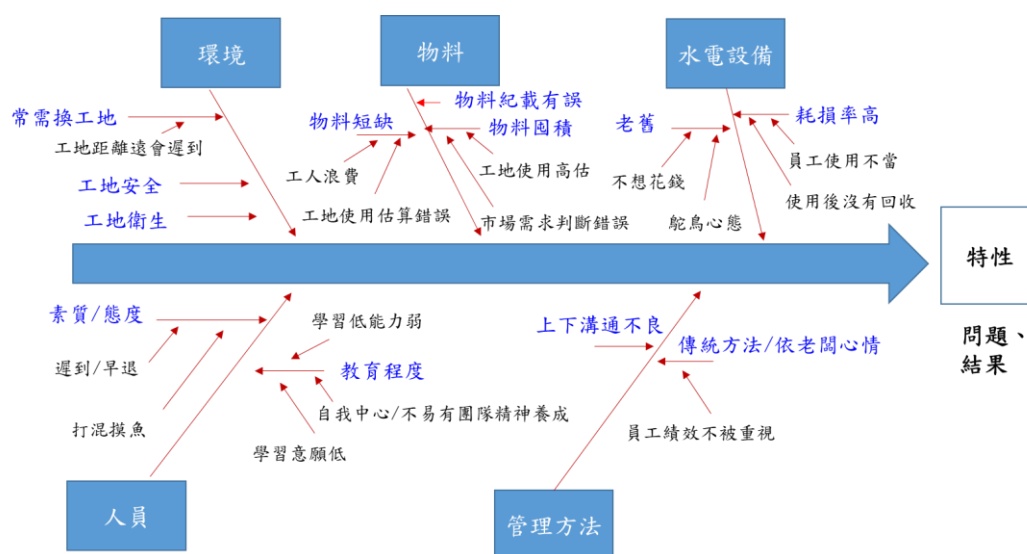 環境
物料
水電設備
常需換工地
工地距離遠會遲到
工地安全
工地衛生
物料紀載有誤
物料短缺
物料囤積
工人浪費
工地使用高估
工地使用估算錯誤
市場需求判斷錯誤
老舊
耗損率高
不想花錢
員工使用不當
鴕鳥心態
使用後沒有回收
特性
問題、
結果
素質/態度
遲到/早退
打混摸魚
學習低能力弱
教育程度
自我中心/不易有團隊精神養成
學習意願低
上下溝通不良
傳統方法/依老闆心情
員工績效不被重視
人員
管理方法